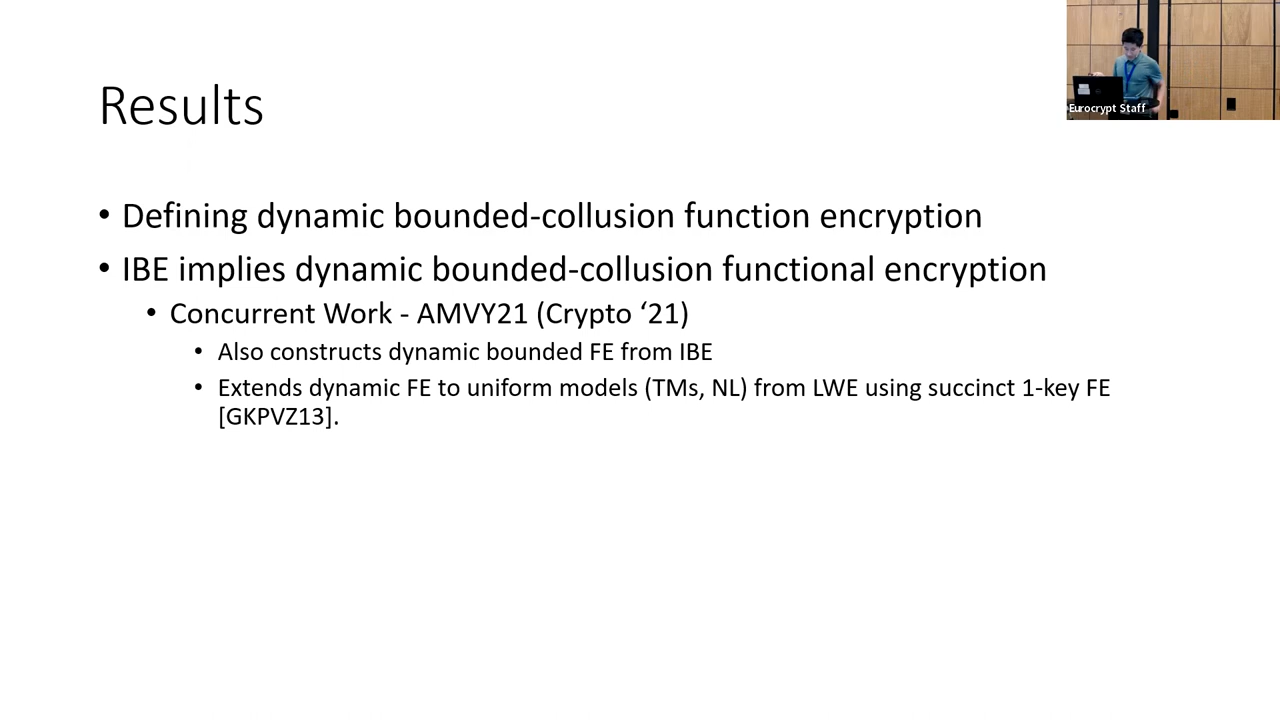 Eurocrypt Staff
Results
• Defining dynamic bounded-collusion function encryption
• IBE implies dynamic bounded-collusion functional encryption
• Concurrent Work - AMVY21 (Crypto ‘21)
• Also constructs dynamic bounded FE from IBE
• Extends dynamic FE to uniform models (TMs, NL) from LWE using succinct 1-key FE
[GKPVZ13].